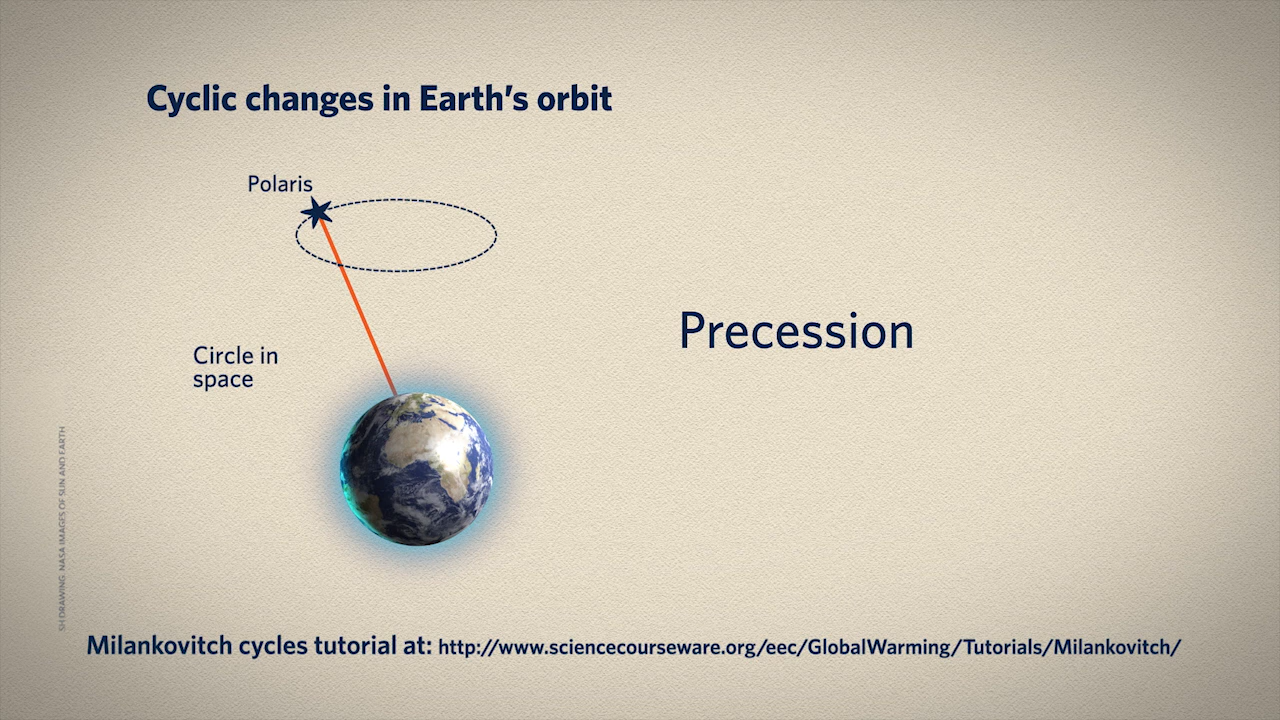 Cyclic changes in Earth's orbit
Polaris
Precession
Circle in
space
SH DRAWING. NASA IMAGES OF SUN AND EARTH
Milankovitch cycles tutorial at: http://www.sciencecourseware.org/eec/GlobalWarming/Tutorials/Milankovitch/